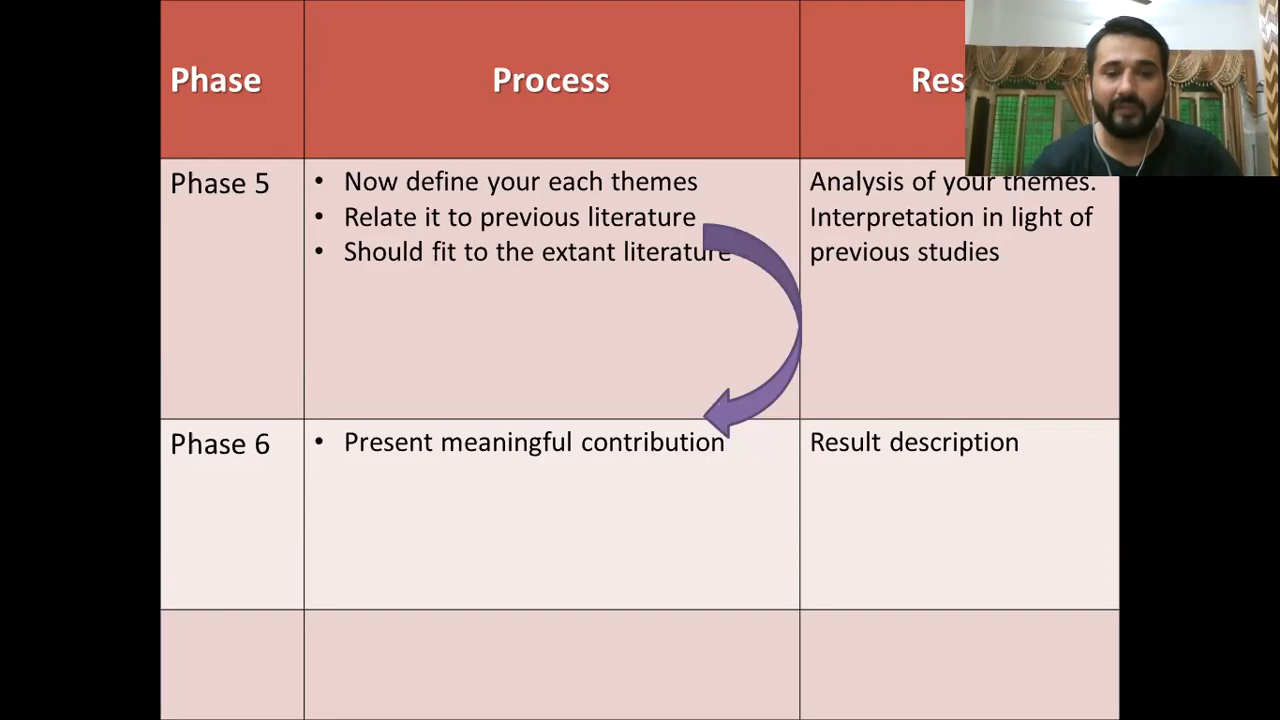 Phase Process Res
Phase 5
• Now define your each themes
• Relate it to previous literature
• Should fit to the extant literature
Analysis of your themes.
Interpretation in light of
previous studies
Phase 6
• Present meaningful contribution
Result description